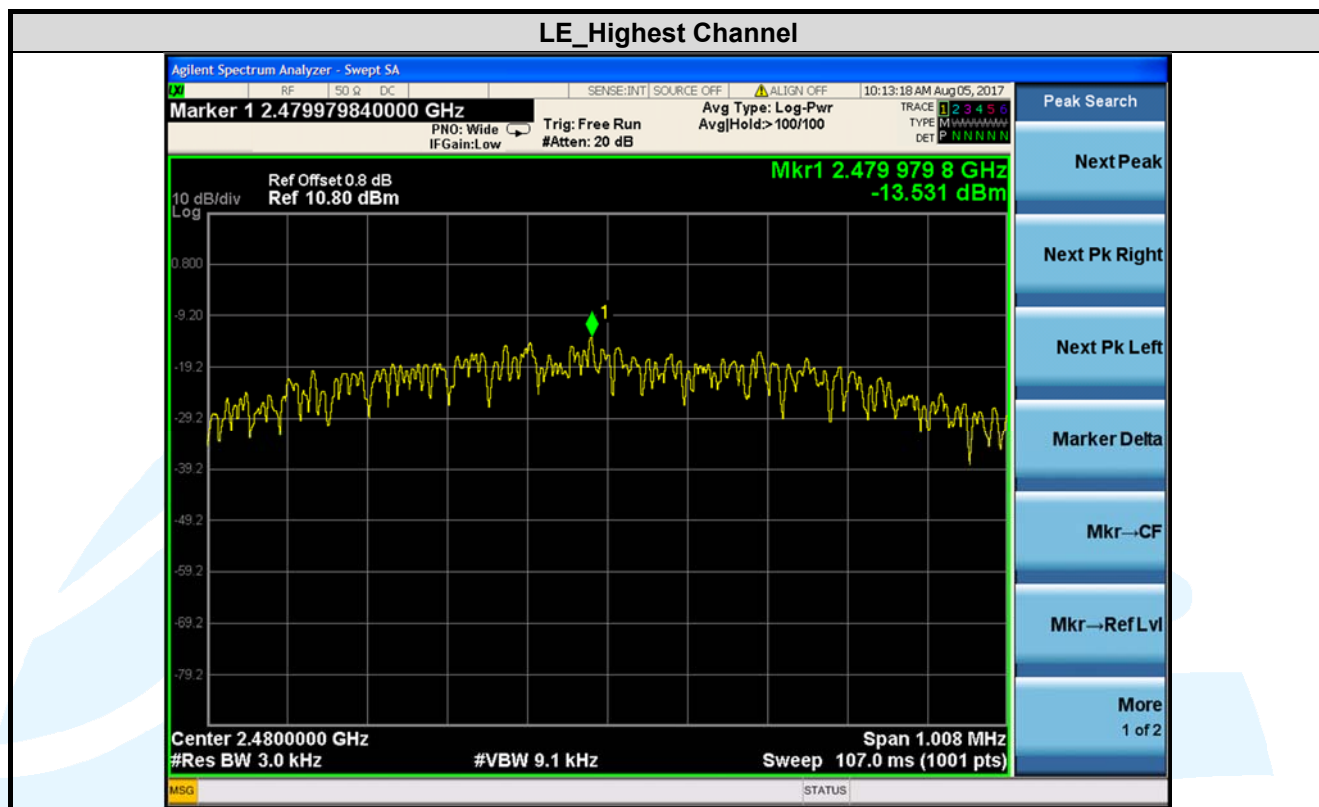 LE_Highest Channel
Agilent Spectrum Analyzer - Swept SA
LXI RF 50 Ω DC SENSE:INT SOURCE OFF ALIGN OFF 10:13:18 AM Aug 05, 2017
Marker 1 2.479979840000 GHz
PNO: Wide
IFGain:Low
Trig: Free Run
#Atten: 20 dB
Avg Type: Log-Pwr
Avg|Hold:>100/100
TRACE 1 2 3 4 5 6
TYPE M
DET P N N N N N
Mkr1 2.479 979 8 GHz
-13.531 dBm
Ref Offset 0.8 dB
10 dB/div Ref 10.80 dBm
Log
0.800
-9.20
-19.2
-29.2
-39.2
-49.2
-59.2
-69.2
-79.2
1
Center 2.4800000 GHz Span 1.008 MHz
#Res BW 3.0 kHz #VBW 9.1 kHz Sweep 107.0 ms (1001 pts)
MSG STATUS
Peak Search
Next Peak
Next Pk Right
Next Pk Left
Marker Delta
Mkr→CF
Mkr→Ref Lvl
More
1 of 2